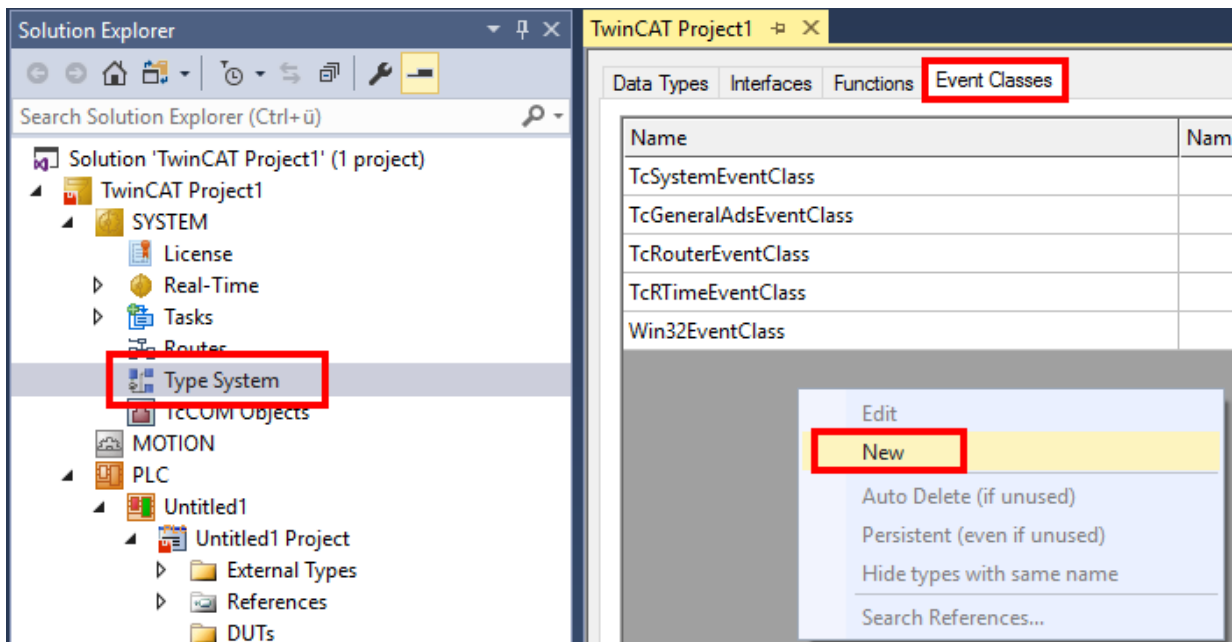 Solution Explorer
Search Solution Explorer (Ctrl+ü)
Solution 'TwinCAT Project1' (1 project)
TwinCAT Project1
SYSTEM
License
Real-Time
Tasks
Routes
Type System
TcCOM Objects
MOTION
PLC
Untitled1
Untitled1 Project
External Types
References
DUTs
TwinCAT Project1
Data Types Interfaces Functions Event Classes
Name Nam
TcSystemEventClass
TcGeneralAdsEventClass
TcRouterEventClass
TcRTimeEventClass
Win32EventClass
Edit
New
Auto Delete (if unused)
Persistent (even if unused)
Hide types with same name
Search References...